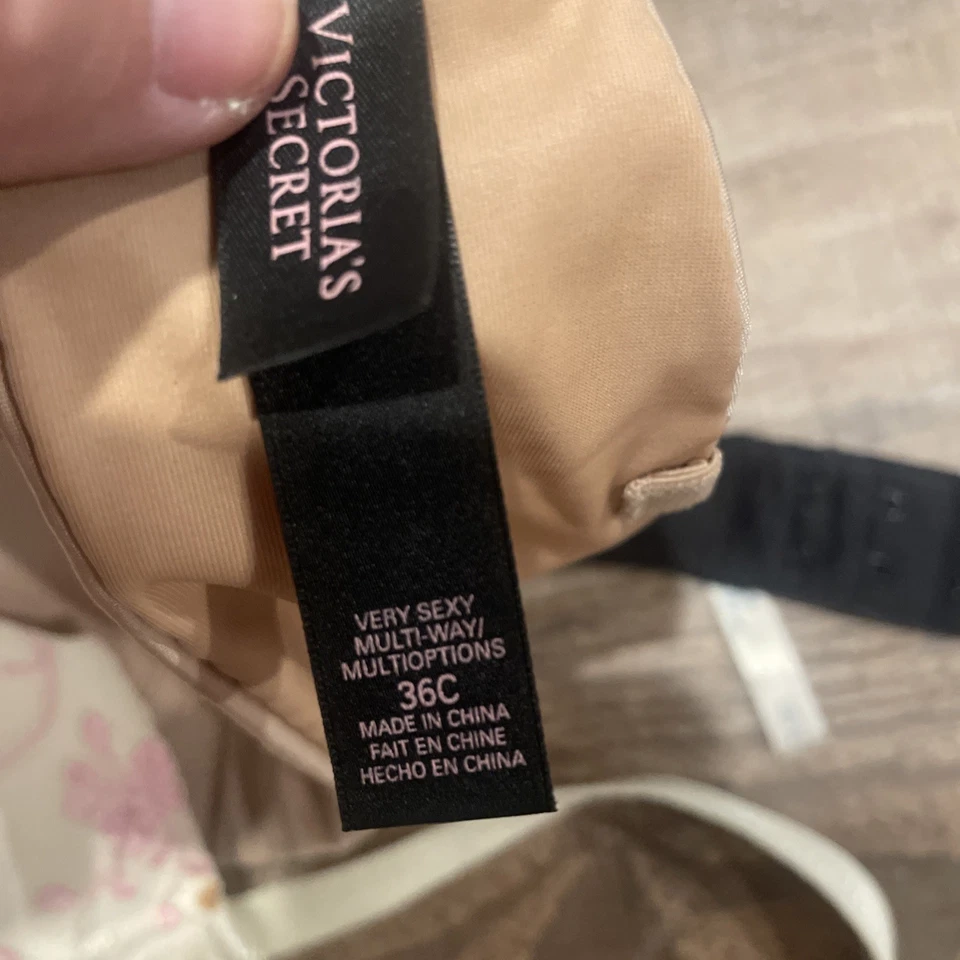 VICTORIA'S
SECRET
VERY SEXY
MULTI-WAY/
MULTIOPTIONS
36C
MADE IN CHINA
FAIT EN CHINE
HECHO EN CHINA